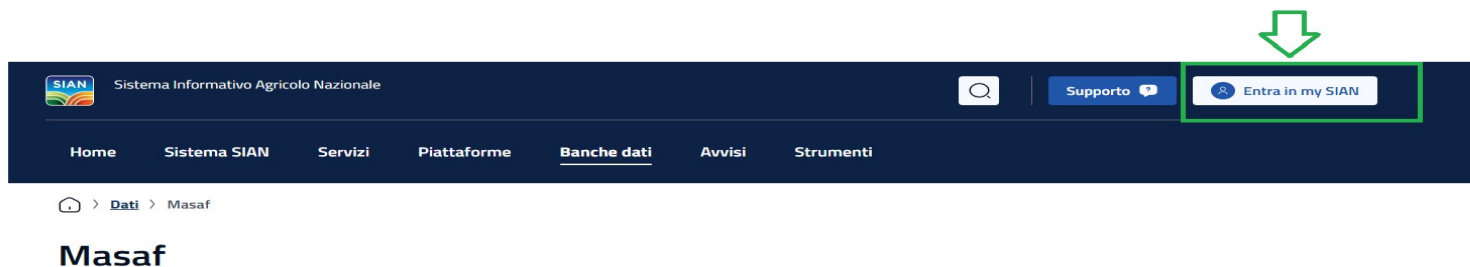 SIAN Sistema Informativo Agricolo Nazionale Supporto Entra in my SIAN
Home Sistema SIAN Servizi Piattaforme Banche dati Avvisi Strumenti
> Dati > Masaf
Masaf